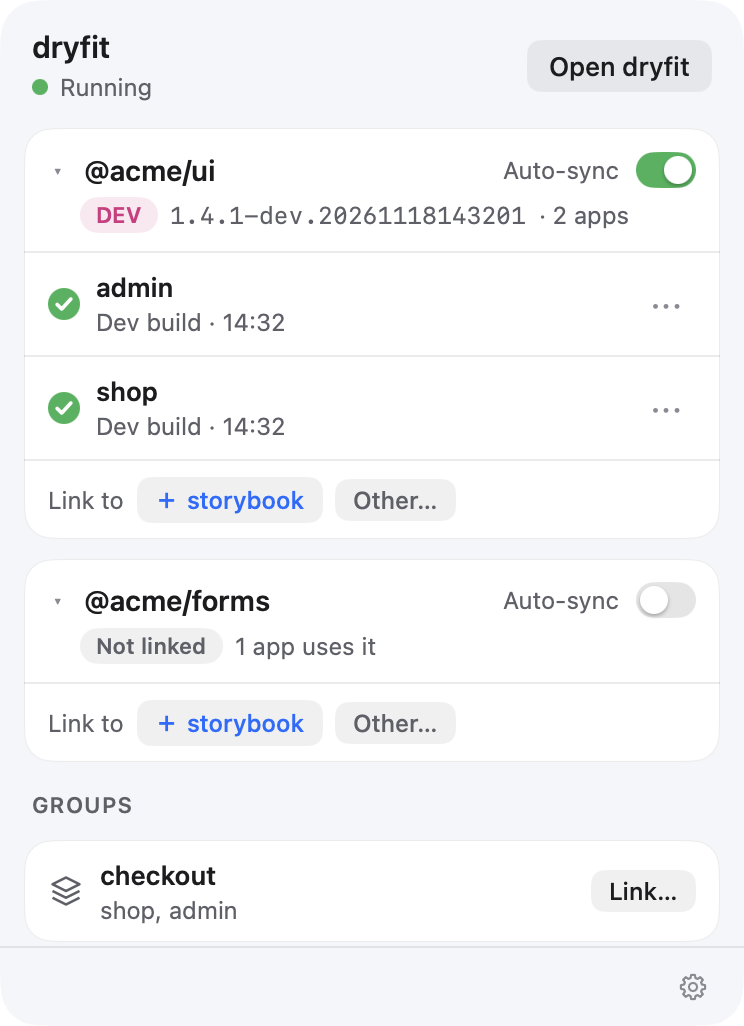 dryfit
Running
Open dryfit
@acme/ui
Auto-sync
DEV 1.4.1-dev.20261118143201 · 2 apps
admin
Dev build · 14:32
shop
Dev build · 14:32
Link to + storybook Other...
@acme/forms
Auto-sync
Not linked 1 app uses it
Link to + storybook Other...
GROUPS
checkout
shop, admin
Link...